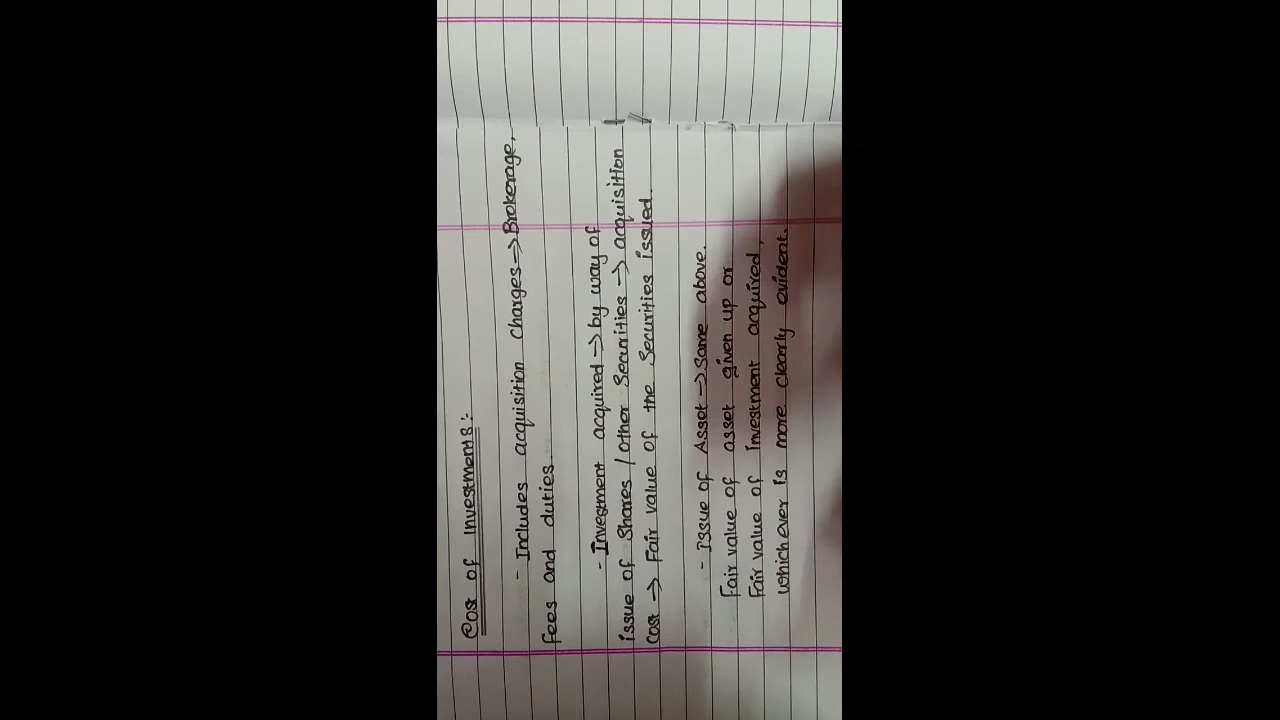 Cost of Investments:-
- Includes acquisition charges → Brokerage,
fees and duties.
- Investment acquired → by way of
issue of Shares / other Securities → acquisition
Cost → Fair value of the Securities issued.
- Issue of Asset → Same above.
Fair value of asset given up or
Fair value of Investment acquired,
whichever is more clearly evident.